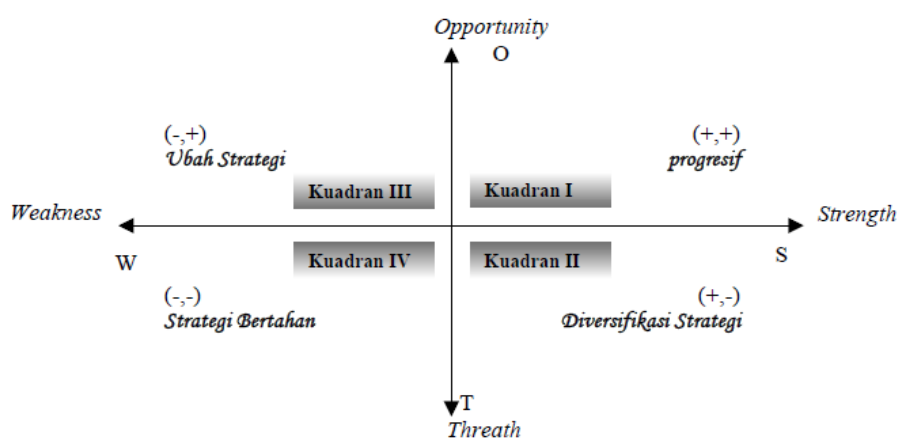 Opportunity
O
(-,+)
Ubah Strategi
(+,+)
progresif
Kuadran III
Kuadran I
Weakness
Strength
W
S
Kuadran IV
Kuadran II
(-,-)
Strategi Bertahan
(+,-)
Diversifikasi Strategi
T
Threath